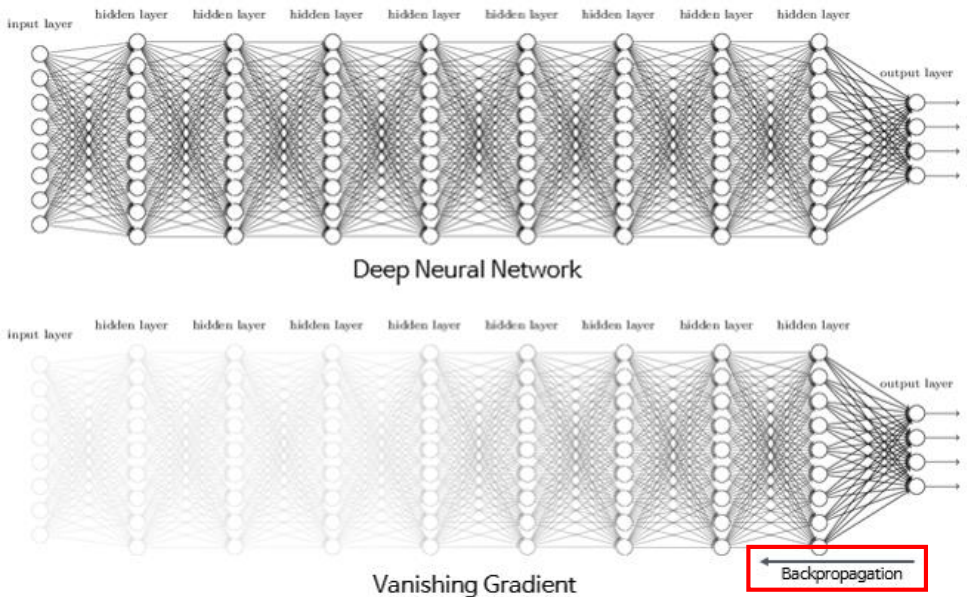 input layer
hidden layer hidden layer hidden layer hidden layer hidden layer hidden layer hidden layer hidden layer
output layer
Deep Neural Network
input layer
hidden layer hidden layer hidden layer hidden layer hidden layer hidden layer hidden layer hidden layer
output layer
Backpropagation
Vanishing Gradient